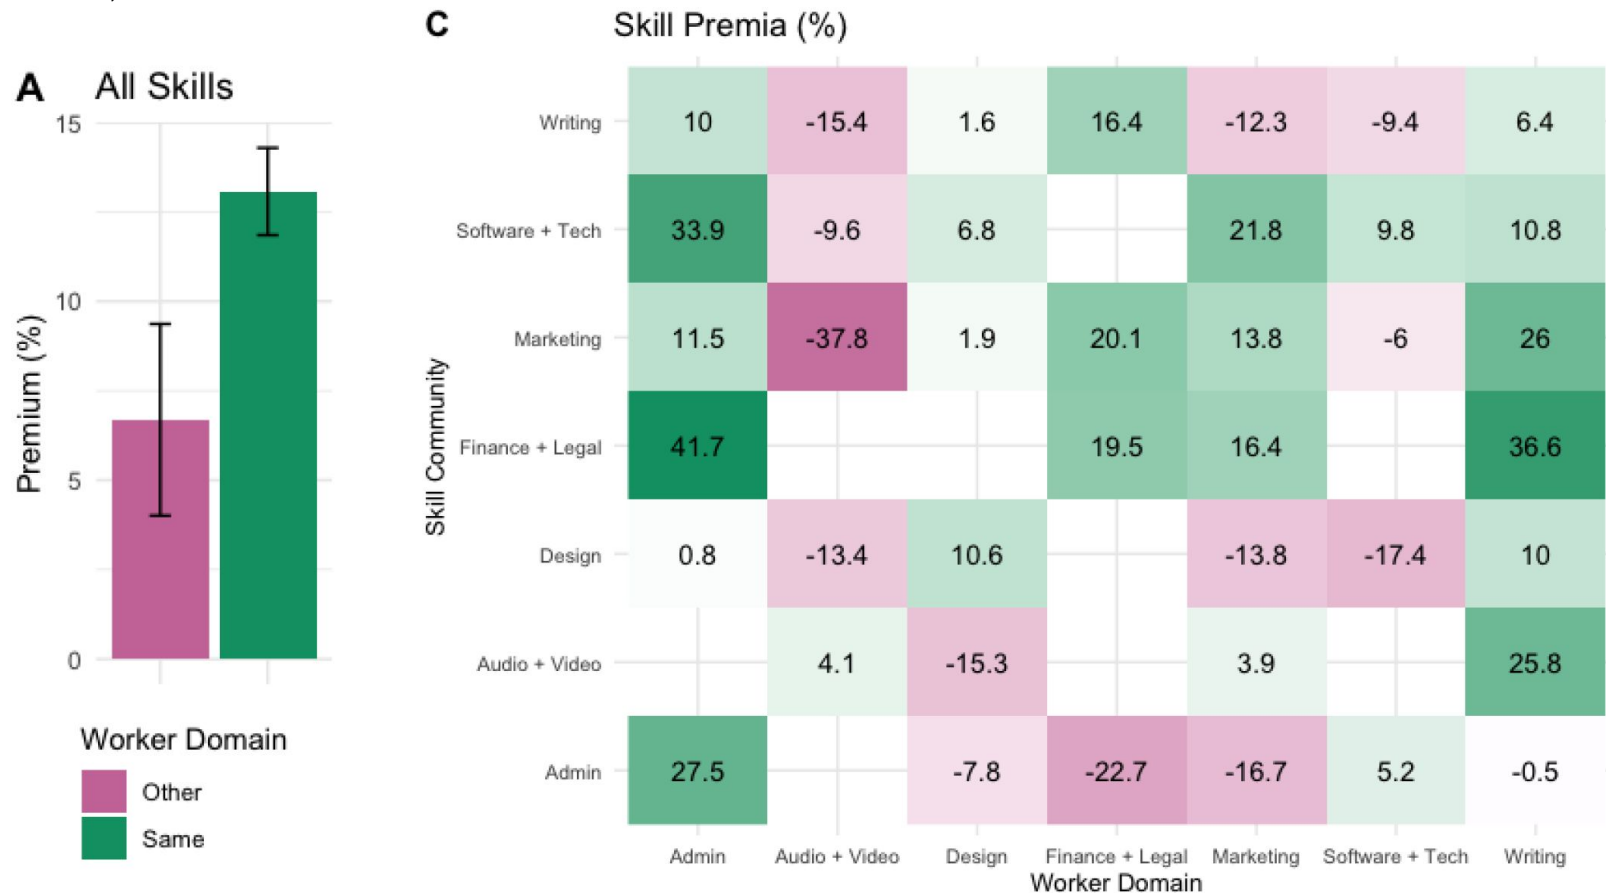 A All Skills
15
10
5
0
Premium (%)
Worker Domain
Other
Same
C Skill Premia (%)
Skill Community
Writing 10 -15.4 1.6 16.4 -12.3 -9.4 6.4
Software + Tech 33.9 -9.6 6.8 21.8 9.8 10.8
Marketing 11.5 -37.8 1.9 20.1 13.8 -6 26
Finance + Legal 41.7 19.5 16.4 36.6
Design 0.8 -13.4 10.6 -13.8 -17.4 10
Audio + Video 4.1 -15.3 3.9 25.8
Admin 27.5 -7.8 -22.7 -16.7 5.2 -0.5
Admin Audio + Video Design Finance + Legal Marketing Software + Tech Writing
Worker Domain